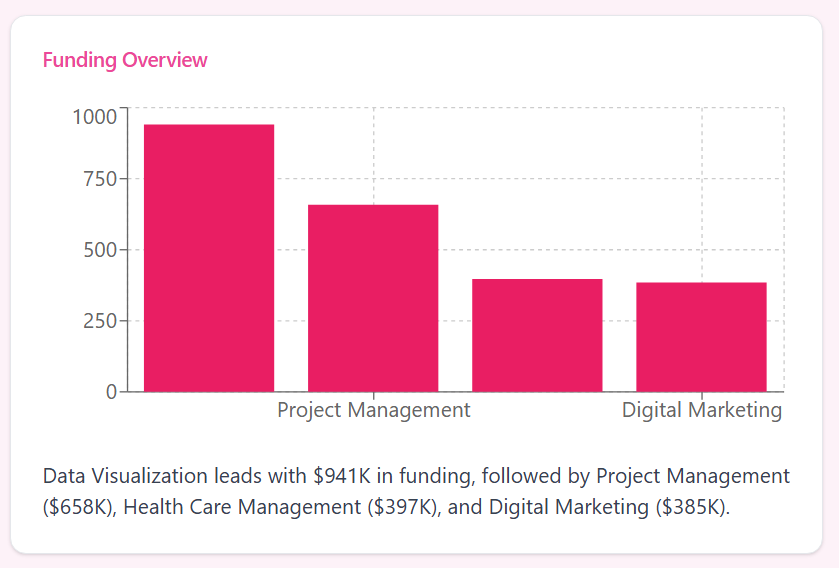 Funding Overview
1000
750
500
250
0
Project Management
Digital Marketing
Data Visualization leads with $941K in funding, followed by Project Management
($658K), Health Care Management ($397K), and Digital Marketing ($385K).